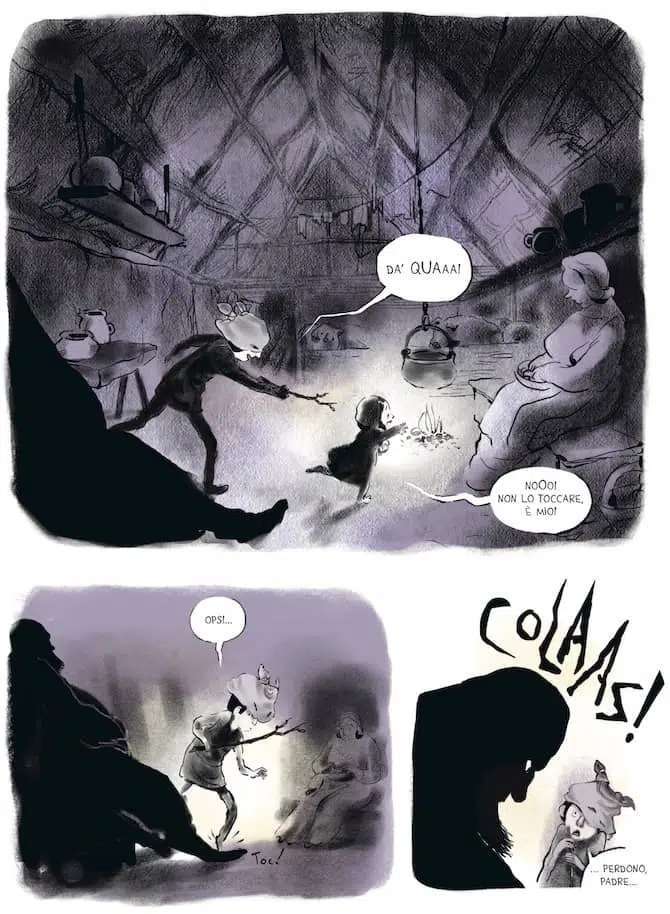 DA' QUAAA!
NOOO!
NON LO TOCCARE,
È MIO!
OPS!...
TOC!
COLAAS!
... PERDONO,
PADRE...